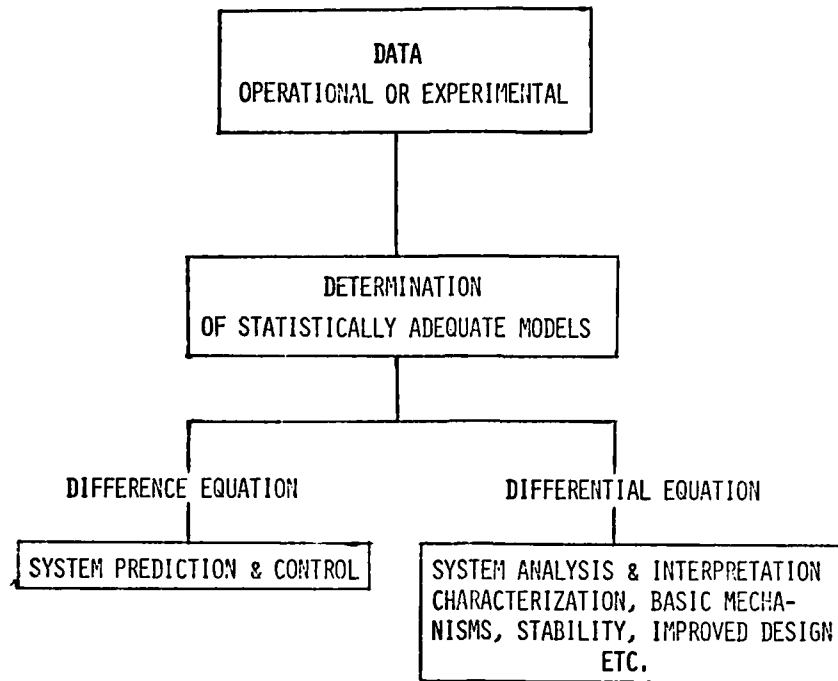 DATA
OPERATIONAL OR EXPERIMENTAL
DETERMINATION
OF STATISTICALLY ADEQUATE MODELS
DIFFERENCE EQUATION
DIFFERENTIAL EQUATION
SYSTEM PREDICTION & CONTROL
SYSTEM ANALYSIS & INTERPRETATION
CHARACTERIZATION, BASIC MECHA-
NISMS, STABILITY, IMPROVED DESIGN
ETC.